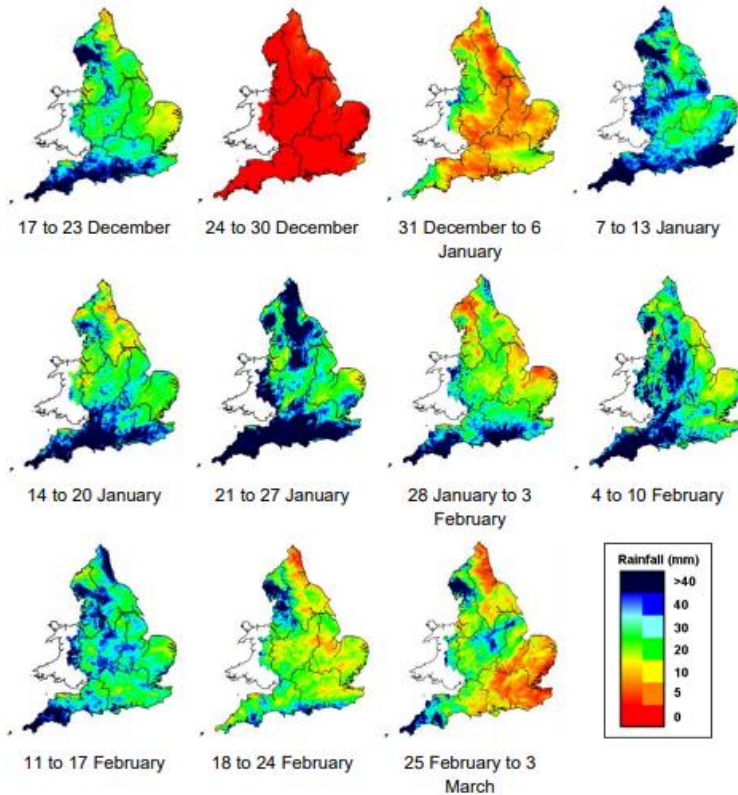 17 to 23 December
24 to 30 December
31 December to 6
January
7 to 13 January
14 to 20 January
21 to 27 January
28 January to 3
February
4 to 10 February
11 to 17 February
18 to 24 February
25 February to 3
March
Rainfall (mm)
>40
40
30
20
10
5
0